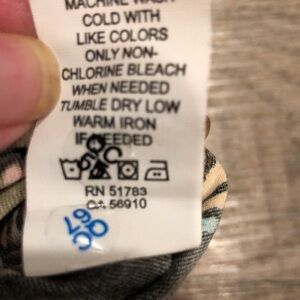 MACHINE WASH
COLD WITH
LIKE COLORS
ONLY NON-
CHLORINE BLEACH
WHEN NEEDED
TUMBLE DRY LOW
WARM IRON
IF NEEDED
RN 51783
CA 56910